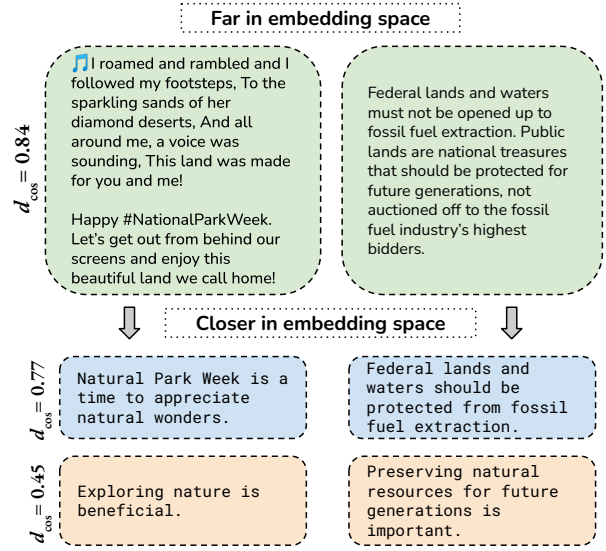 Far in embedding space
d_cos = 0.84
🎵I roamed and rambled and I
followed my footsteps, To the
sparkling sands of her
diamond deserts, And all
around me, a voice was
sounding, This land was made
for you and me!
Happy #NationalParkWeek.
Let's get out from behind our
screens and enjoy this
beautiful land we call home!
Federal lands and waters
must not be opened up to
fossil fuel extraction. Public
lands are national treasures
that should be protected for
future generations, not
auctioned off to the fossil
fuel industry's highest
bidders.
Closer in embedding space
d_cos = 0.77
Natural Park Week is a
time to appreciate
natural wonders.
Federal lands and
waters should be
protected from fossil
fuel extraction.
d_cos = 0.45
Exploring nature is
beneficial.
Preserving natural
resources for future
generations is
important.